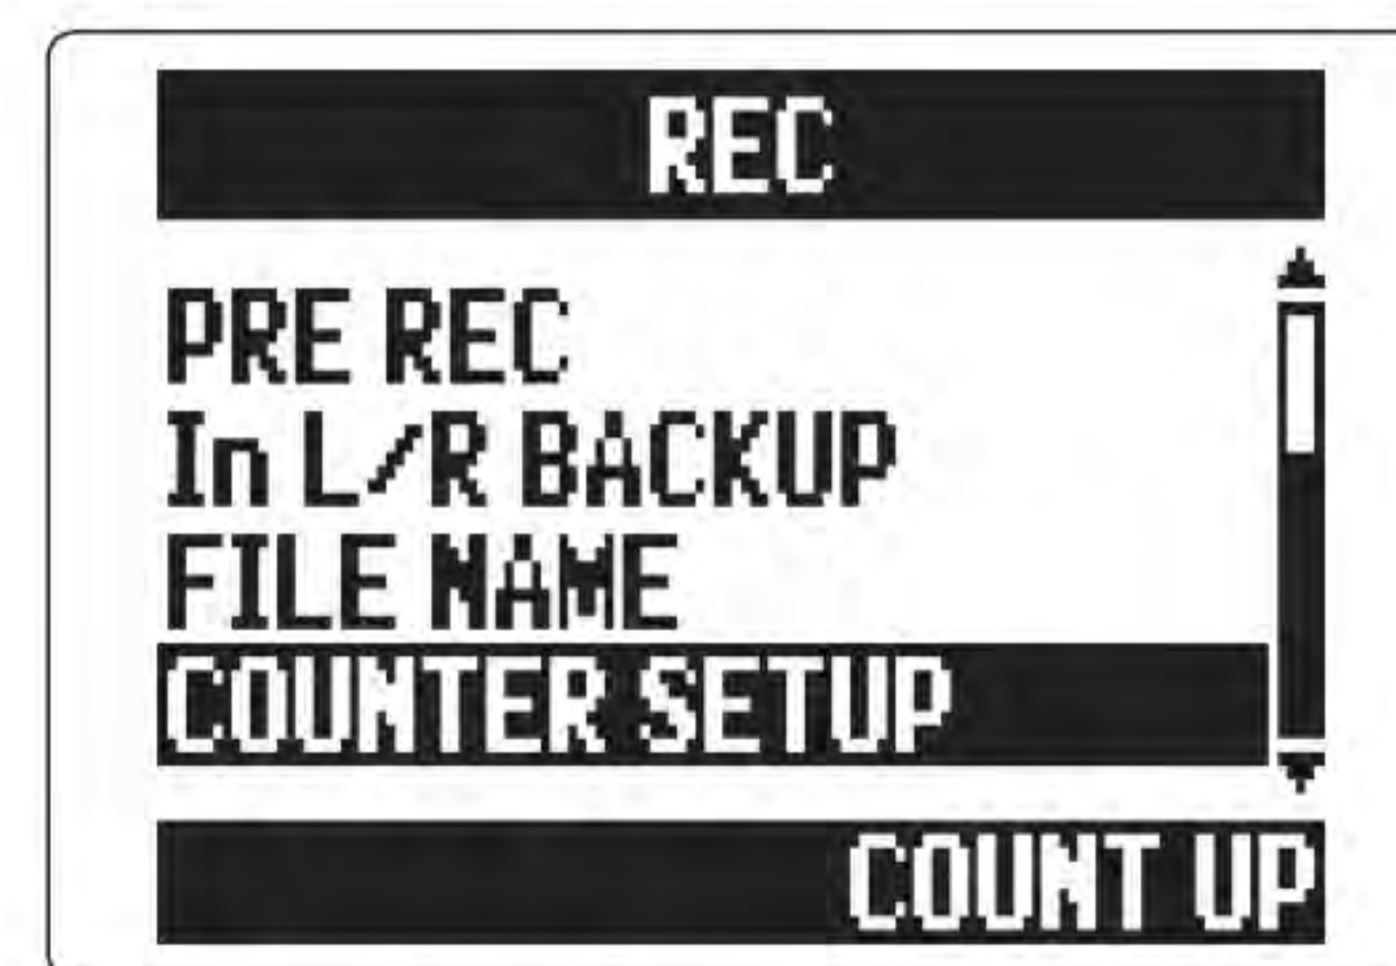 REC
PRE REC
In L/R BACKUP
FILE NAME
COUNTER SETUP
COUNT UP